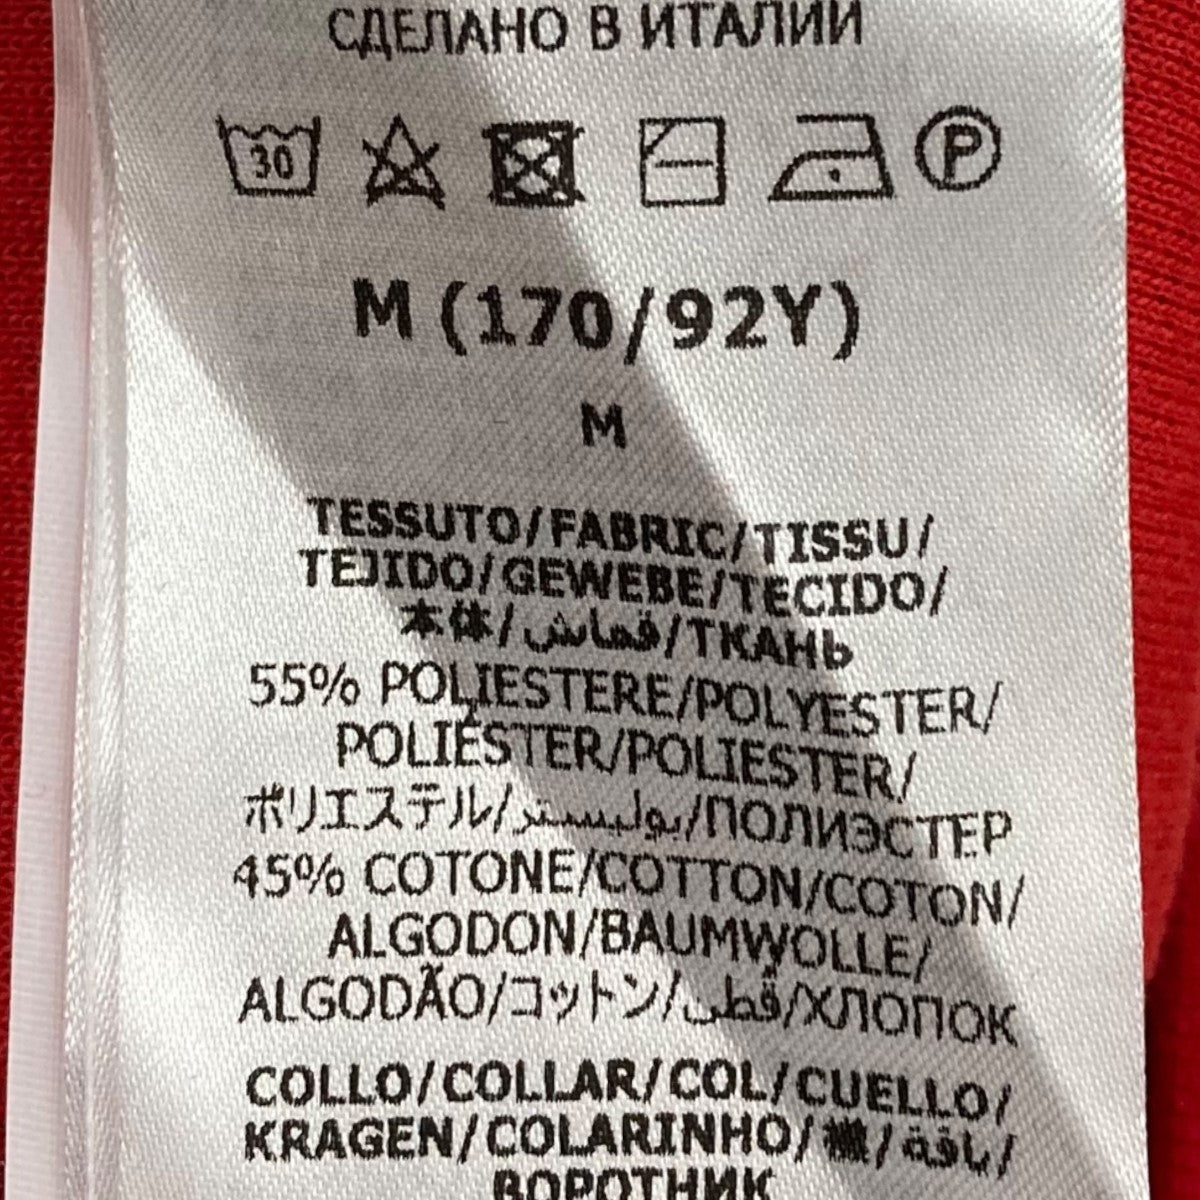 СДЕЛАНО В ИТАЛИИ
30 P
M (170/92Y)
M
TESSUTO/FABRIC/TISSU/
TEJIDO/GEWEBE/TECIDO/
本体/قماش/ТКАНЬ
55% POLIESTERE/POLYESTER/
POLIÉSTER/POLIESTER/
ポリエステル/بوليستر/ПОЛИЭСТЕР
45% COTONE/COTTON/COTON/
ALGODON/BAUMWOLLE/
ALGODÃO/コットン/قطن/ХЛОПОК
COLLO/COLLAR/COL/CUELLO/
KRAGEN/COLARINHO/襟/ياقة/
ВОРОТНИК